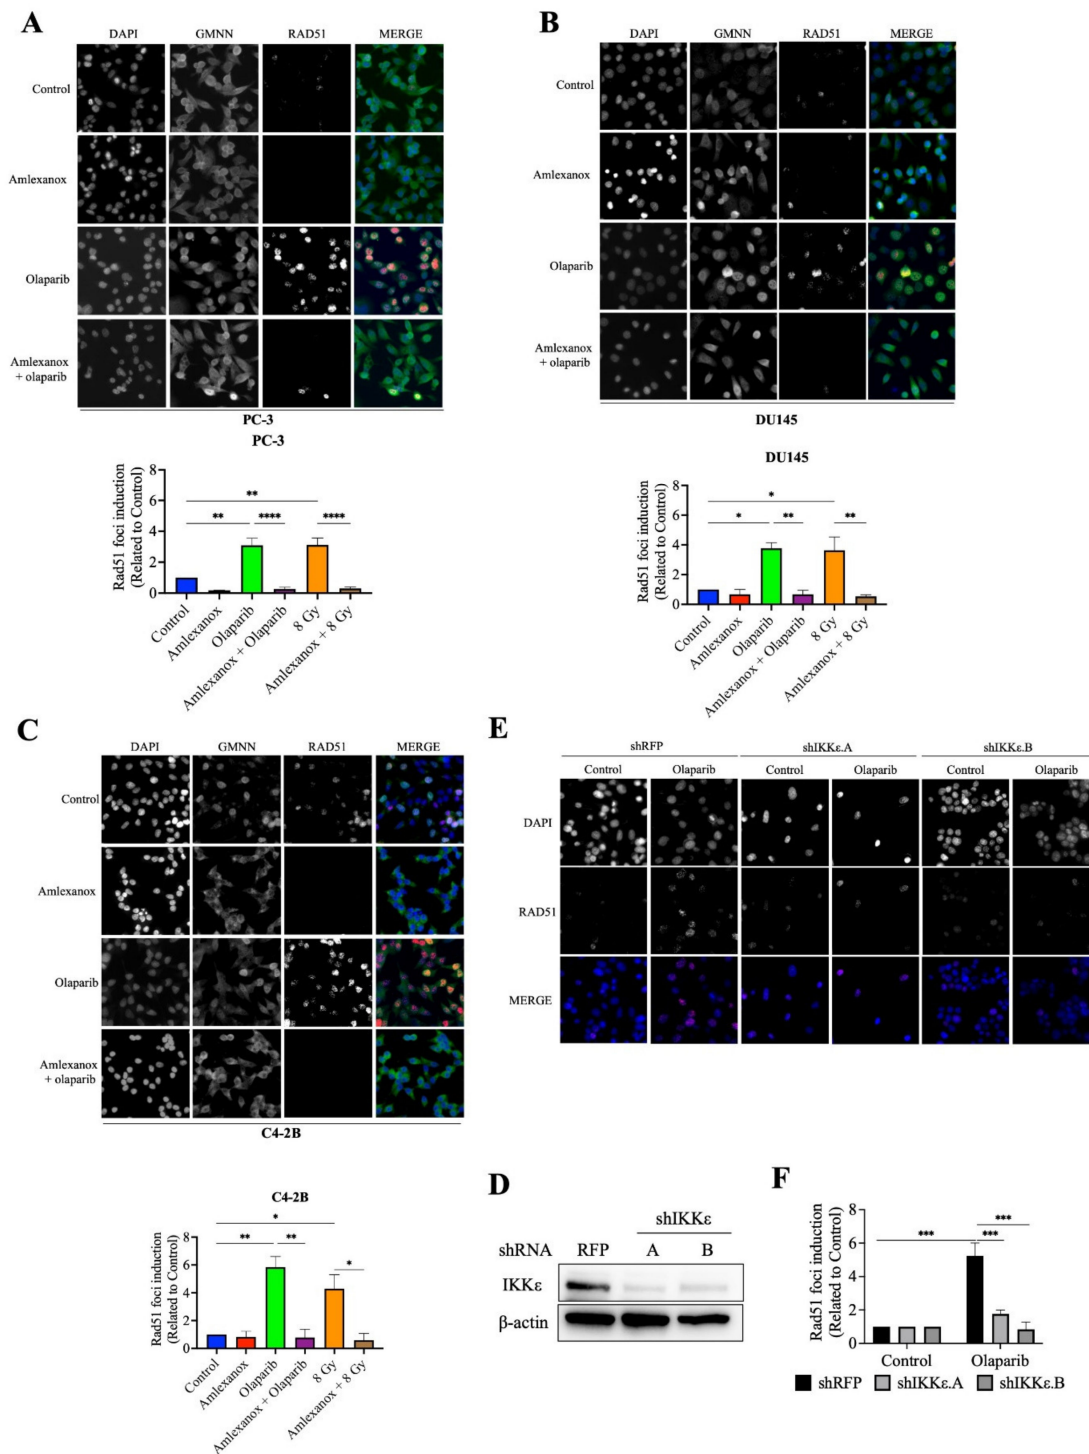 A
DAPI GMNN RAD51 MERGE
Control
Amlexanox
Olaparib
Amlexanox
+ olaparib
PC-3
PC-3
Rad51 foci induction
(Related to Control)
8
6
4
2
0
** ** **** ****
Control
Amlexanox
Olaparib
Amlexanox + Olaparib
8 Gy
Amlexanox + 8 Gy
B
DAPI GMNN RAD51 MERGE
Control
Amlexanox
Olaparib
Amlexanox
+ olaparib
DU145
DU145
Rad51 foci induction
(Related to Control)
8
6
4
2
0
* * ** **
Control
Amlexanox
Olaparib
Amlexanox + Olaparib
8 Gy
Amlexanox + 8 Gy
C
DAPI GMNN RAD51 MERGE
Control
Amlexanox
Olaparib
Amlexanox
+ olaparib
C4-2B
C4-2B
Rad51 foci induction
(Related to Control)
8
6
4
2
0
* ** ** *
Control
Amlexanox
Olaparib
Amlexanox + Olaparib
8 Gy
Amlexanox + 8 Gy
E
shRFP shIKKε.A shIKKε.B
Control Olaparib Control Olaparib Control Olaparib
DAPI
RAD51
MERGE
D
shIKKε
shRNA RFP A B
IKKε
β-actin
F
Rad51 foci induction
(Related to Control)
8
6
4
2
0
*** *** ***
Control Olaparib
shRFP shIKKε.A shIKKε.B